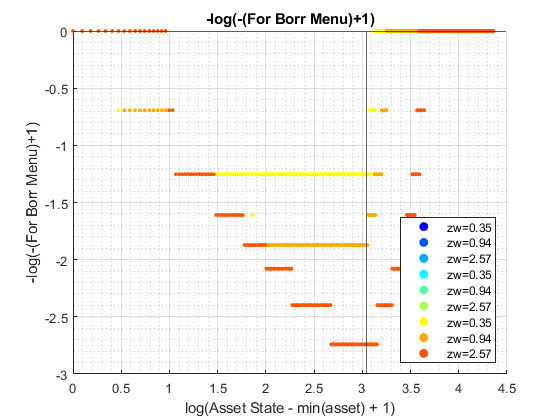 -log(-(For Borr Menu)+1)
-log(-(For Borr Menu)+1)
0
-0.5
-1
-1.5
-2
-2.5
-3
zw=0.35
zw=0.94
zw=2.57
zw=0.35
zw=0.94
zw=2.57
zw=0.35
zw=0.94
zw=2.57
0
0.5
1
1.5
2
2.5
3
3.5
4
4.5
log(Asset State - min(asset) + 1)